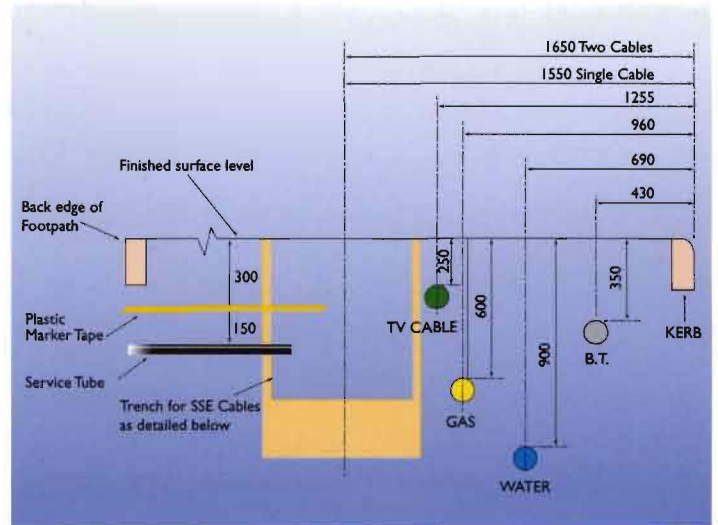 1650 Two Cables
1550 Single Cable
1255
960
690
430
Finished surface level
Back edge of
Footpath
300
250
600
900
350
Plastic
Marker Tape
150
TV CABLE
KERB
B.T.
Service Tube
Trench for SSE Cables
as detailed below
GAS
WATER